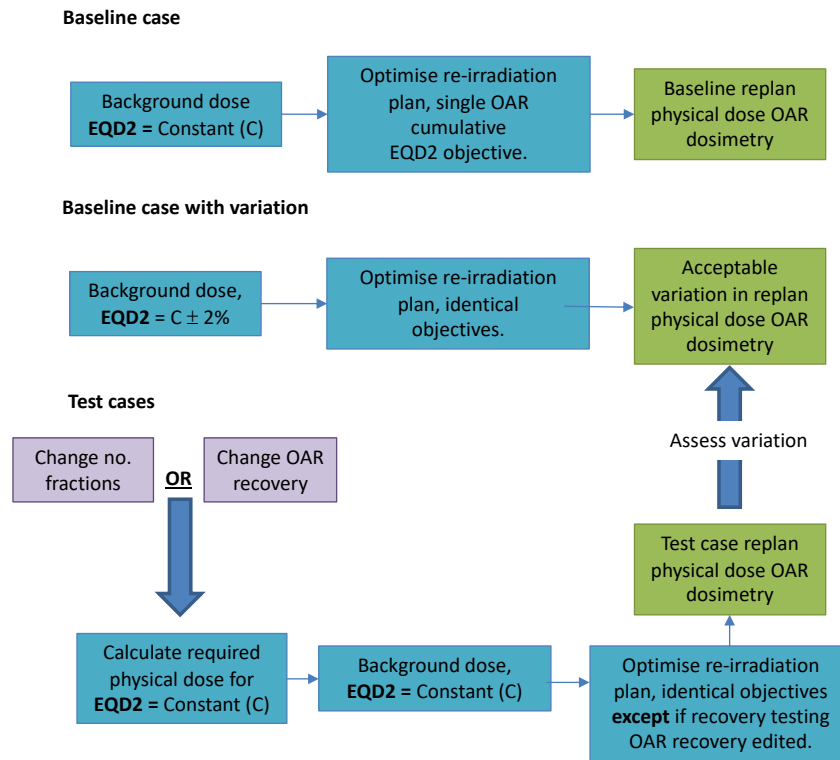 Baseline case
Background dose
EQD2 = Constant (C)
Optimise re-irradiation
plan, single OAR
cumulative
EQD2 objective.
Baseline replan
physical dose OAR
dosimetry
Baseline case with variation
Background dose,
EQD2 = C ± 2%
Optimise re-irradiation
plan, identical
objectives.
Acceptable
variation in replan
physical dose OAR
dosimetry
Test cases
Change no.
fractions
OR
Change OAR
recovery
Assess variation
Test case replan
physical dose OAR
dosimetry
Calculate required
physical dose for
EQD2 = Constant (C)
Background dose,
EQD2 = Constant (C)
Optimise re-irradiation
plan, identical objectives
except if recovery testing
OAR recovery edited.